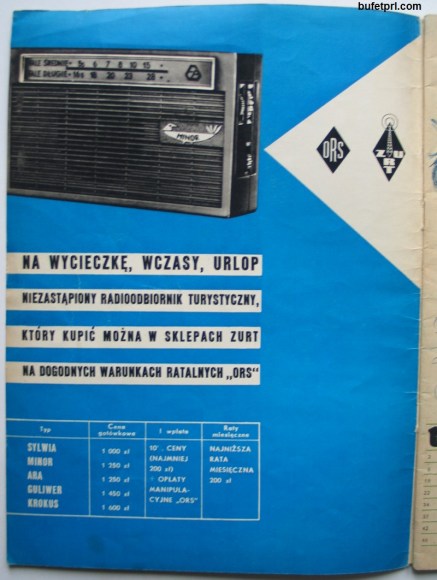 bufetprl.com
FALE ŚREDNIE
FALE DŁUGIE
MINOR
ORS
ZURT
NA WYCIECZKĘ, WCZASY, URLOP
NIEZASTĄPIONY RADIOODBIORNIK TURYSTYCZNY,
KTÓRY KUPIĆ MOŻNA W SKLEPACH ZURT
NA DOGODNYCH WARUNKACH RATALNYCH „ORS“
Typ
Cena
gotówkowa
I wpłata
Raty
miesięczne
SYLWIA 1 000 zł
MINOR 1 250 zł
ARA 1 250 zł
GULIWER 1 450 zł
KROKUS 1 600 zł
CENY
(NAJMNIEJ
200 zł)
+ OPŁATY
MANIPULA-
CYJNE „ORS“
NAJNIŻSZA
RATA
MIESIĘCZNA
200 zł